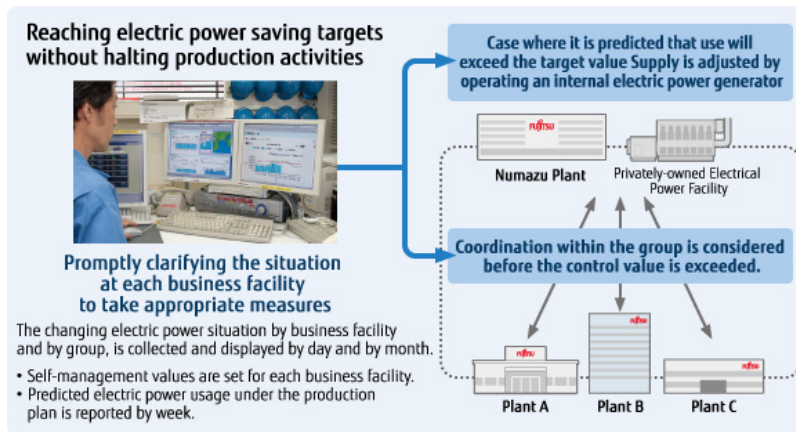 Reaching electric power saving targets
without halting production activities
Promptly clarifying the situation
at each business facility
to take appropriate measures
The changing electric power situation by business facility
and by group, is collected and displayed by day and by month.
• Self-management values are set for each business facility.
• Predicted electric power usage under the production
plan is reported by week.
Case where it is predicted that use will
exceed the target value Supply is adjusted by
operating an internal electric power generator
FUJITSU
Numazu Plant
Privately-owned Electrical
Power Facility
Coordination within the group is considered
before the control value is exceeded.
FUJITSU
Plant A
FUJITSU
Plant B
FUJITSU
Plant C